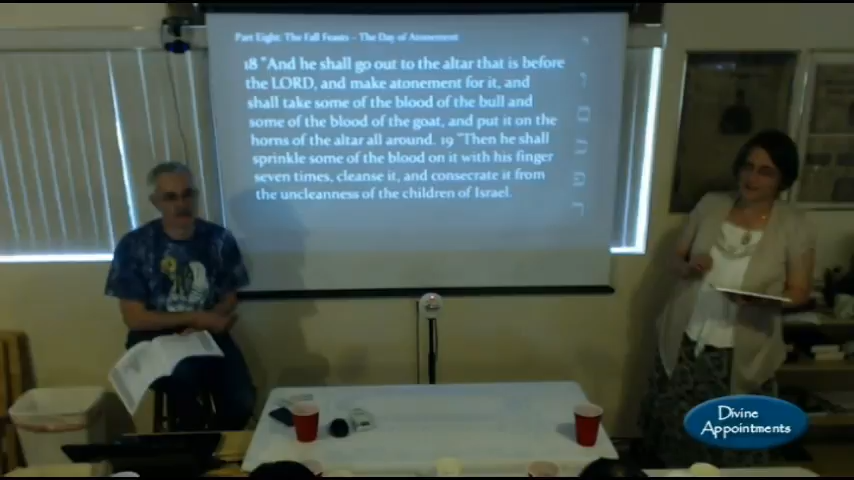 Part Eight: The Fall Feasts – The Day of Atonement
18 "And he shall go out to the altar that is before
the LORD, and make atonement for it, and
shall take some of the blood of the bull and
some of the blood of the goat, and put it on the
horns of the altar all around. 19 "Then he shall
sprinkle some of the blood on it with his finger
seven times, cleanse it, and consecrate it from
the uncleanness of the children of Israel.
Divine
Appointments